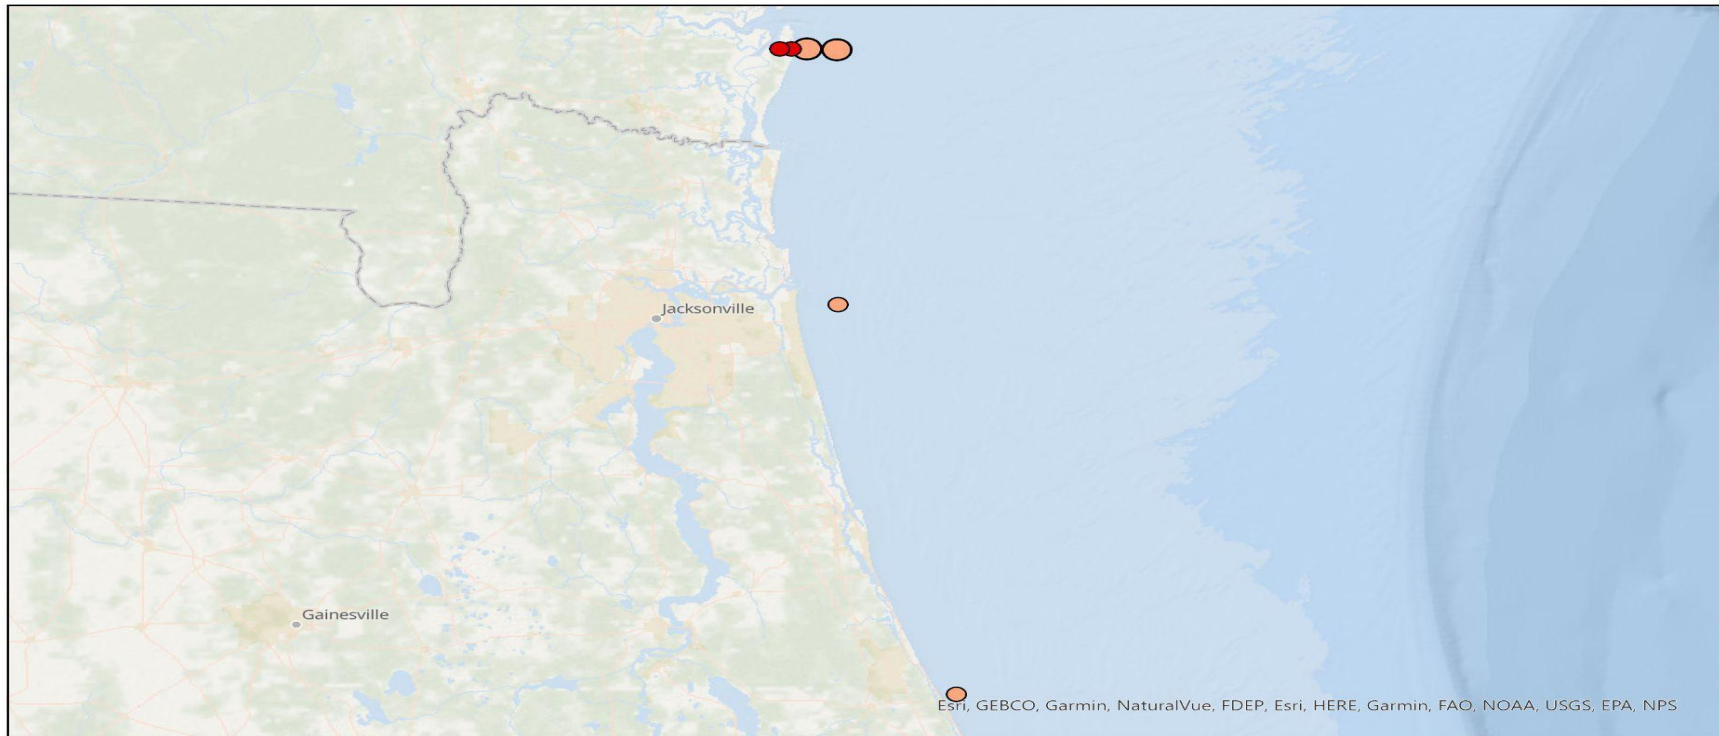 Jacksonville
Gainesville
Esri, GEBCO, Garmin, NaturalVue, FDEP, Esri, HERE, Garmin, FAO, NOAA, USGS, EPA, NPS